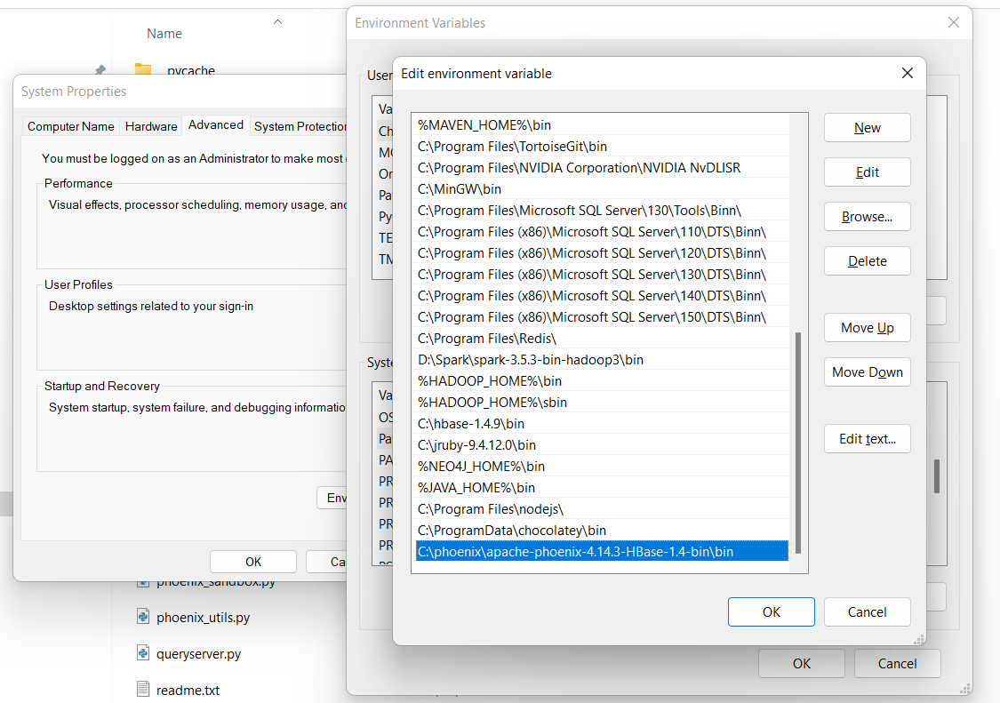 Name
pycache
System Properties
Computer Name
Hardware
Advanced
System Protection
You must be logged on as an Administrator to make most
Performance
Visual effects, processor scheduling, memory usage, and
User Profiles
Desktop settings related to your sign-in
Startup and Recovery
System startup, system failure, and debugging informatio
Env
OK
Ca
phoenix_sandbox.py
phoenix_utils.py
queryserver.py
readme.txt
Environment Variables
User
Va
Ch
Or
Pa
Py
TE
Syste
Va
OS
Pa
PA
PR
PR
PR
PR
OK
Cancel
Edit environment variable
%MAVEN_HOME%\bin
C:\Program Files\TortoiseGit\bin
C:\Program Files\NVIDIA Corporation\NVIDIA NvDLISR
C:\MinGW\bin
C:\Program Files\Microsoft SQL Server\130\Tools\Binn\
C:\Program Files (x86)\Microsoft SQL Server\110\DTS\Binn\
C:\Program Files (x86)\Microsoft SQL Server\120\DTS\Binn\
C:\Program Files (x86)\Microsoft SQL Server\130\DTS\Binn\
C:\Program Files (x86)\Microsoft SQL Server\140\DTS\Binn\
C:\Program Files (x86)\Microsoft SQL Server\150\DTS\Binn\
C:\Program Files\Redis\
D:\Spark\spark-3.5.3-bin-hadoop3\bin
%HADOOP_HOME%\bin
%HADOOP_HOME%\sbin
C:\hbase-1.4.9\bin
C:\jruby-9.4.12.0\bin
%NEO4J_HOME%\bin
%JAVA_HOME%\bin
C:\Program Files\nodejs\
C:\ProgramData\chocolatey\bin
C:\phoenix\apache-phoenix-4.14.3-HBase-1.4-bin\bin
New
Edit
Browse...
Delete
Move Up
Move Down
Edit text...
OK
Cancel